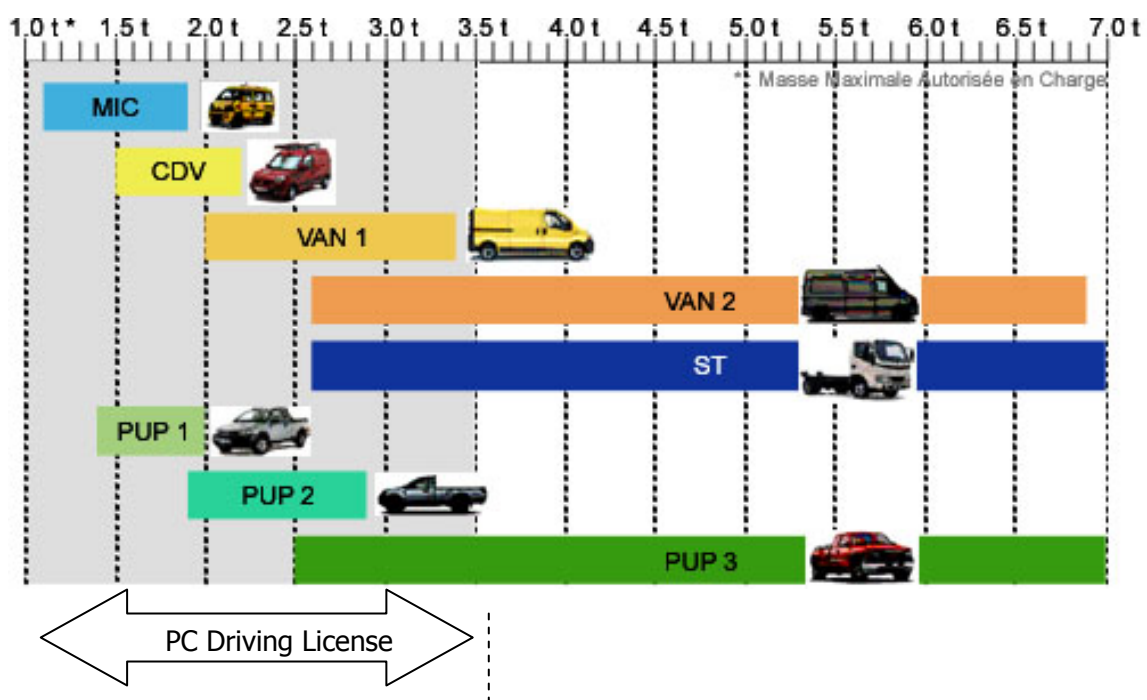 1.0 t * 1.5 t 2.0 t 2.5 t 3.0 t 3.5 t 4.0 t 4.5 t 5.0 t 5.5 t 6.0 t 6.5 t 7.0 t
* : Masse Maximale Autorisée en Charge
MIC
CDV
VAN 1
VAN 2
ST
PUP 1
PUP 2
PUP 3
PC Driving License